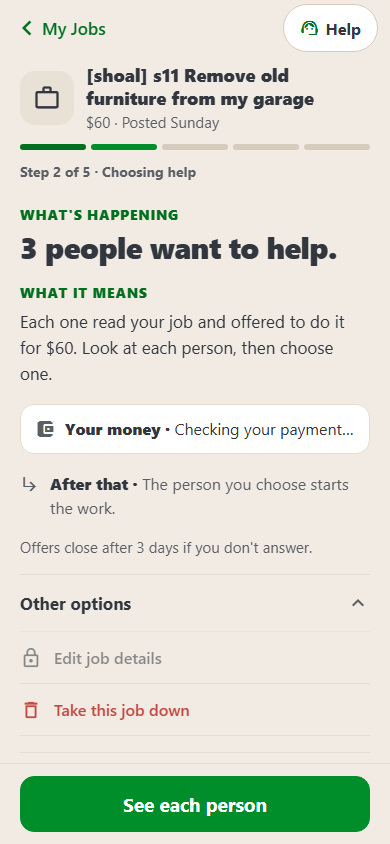 My Jobs
Help
[shoal] s11 Remove old
furniture from my garage
$60 · Posted Sunday
Step 2 of 5 · Choosing help
WHAT'S HAPPENING
3 people want to help.
WHAT IT MEANS
Each one read your job and offered to do it
for $60. Look at each person, then choose
one.
Your money · Checking your payment...
After that · The person you choose starts
the work.
Offers close after 3 days if you don't answer.
Other options
Edit job details
Take this job down
See each person